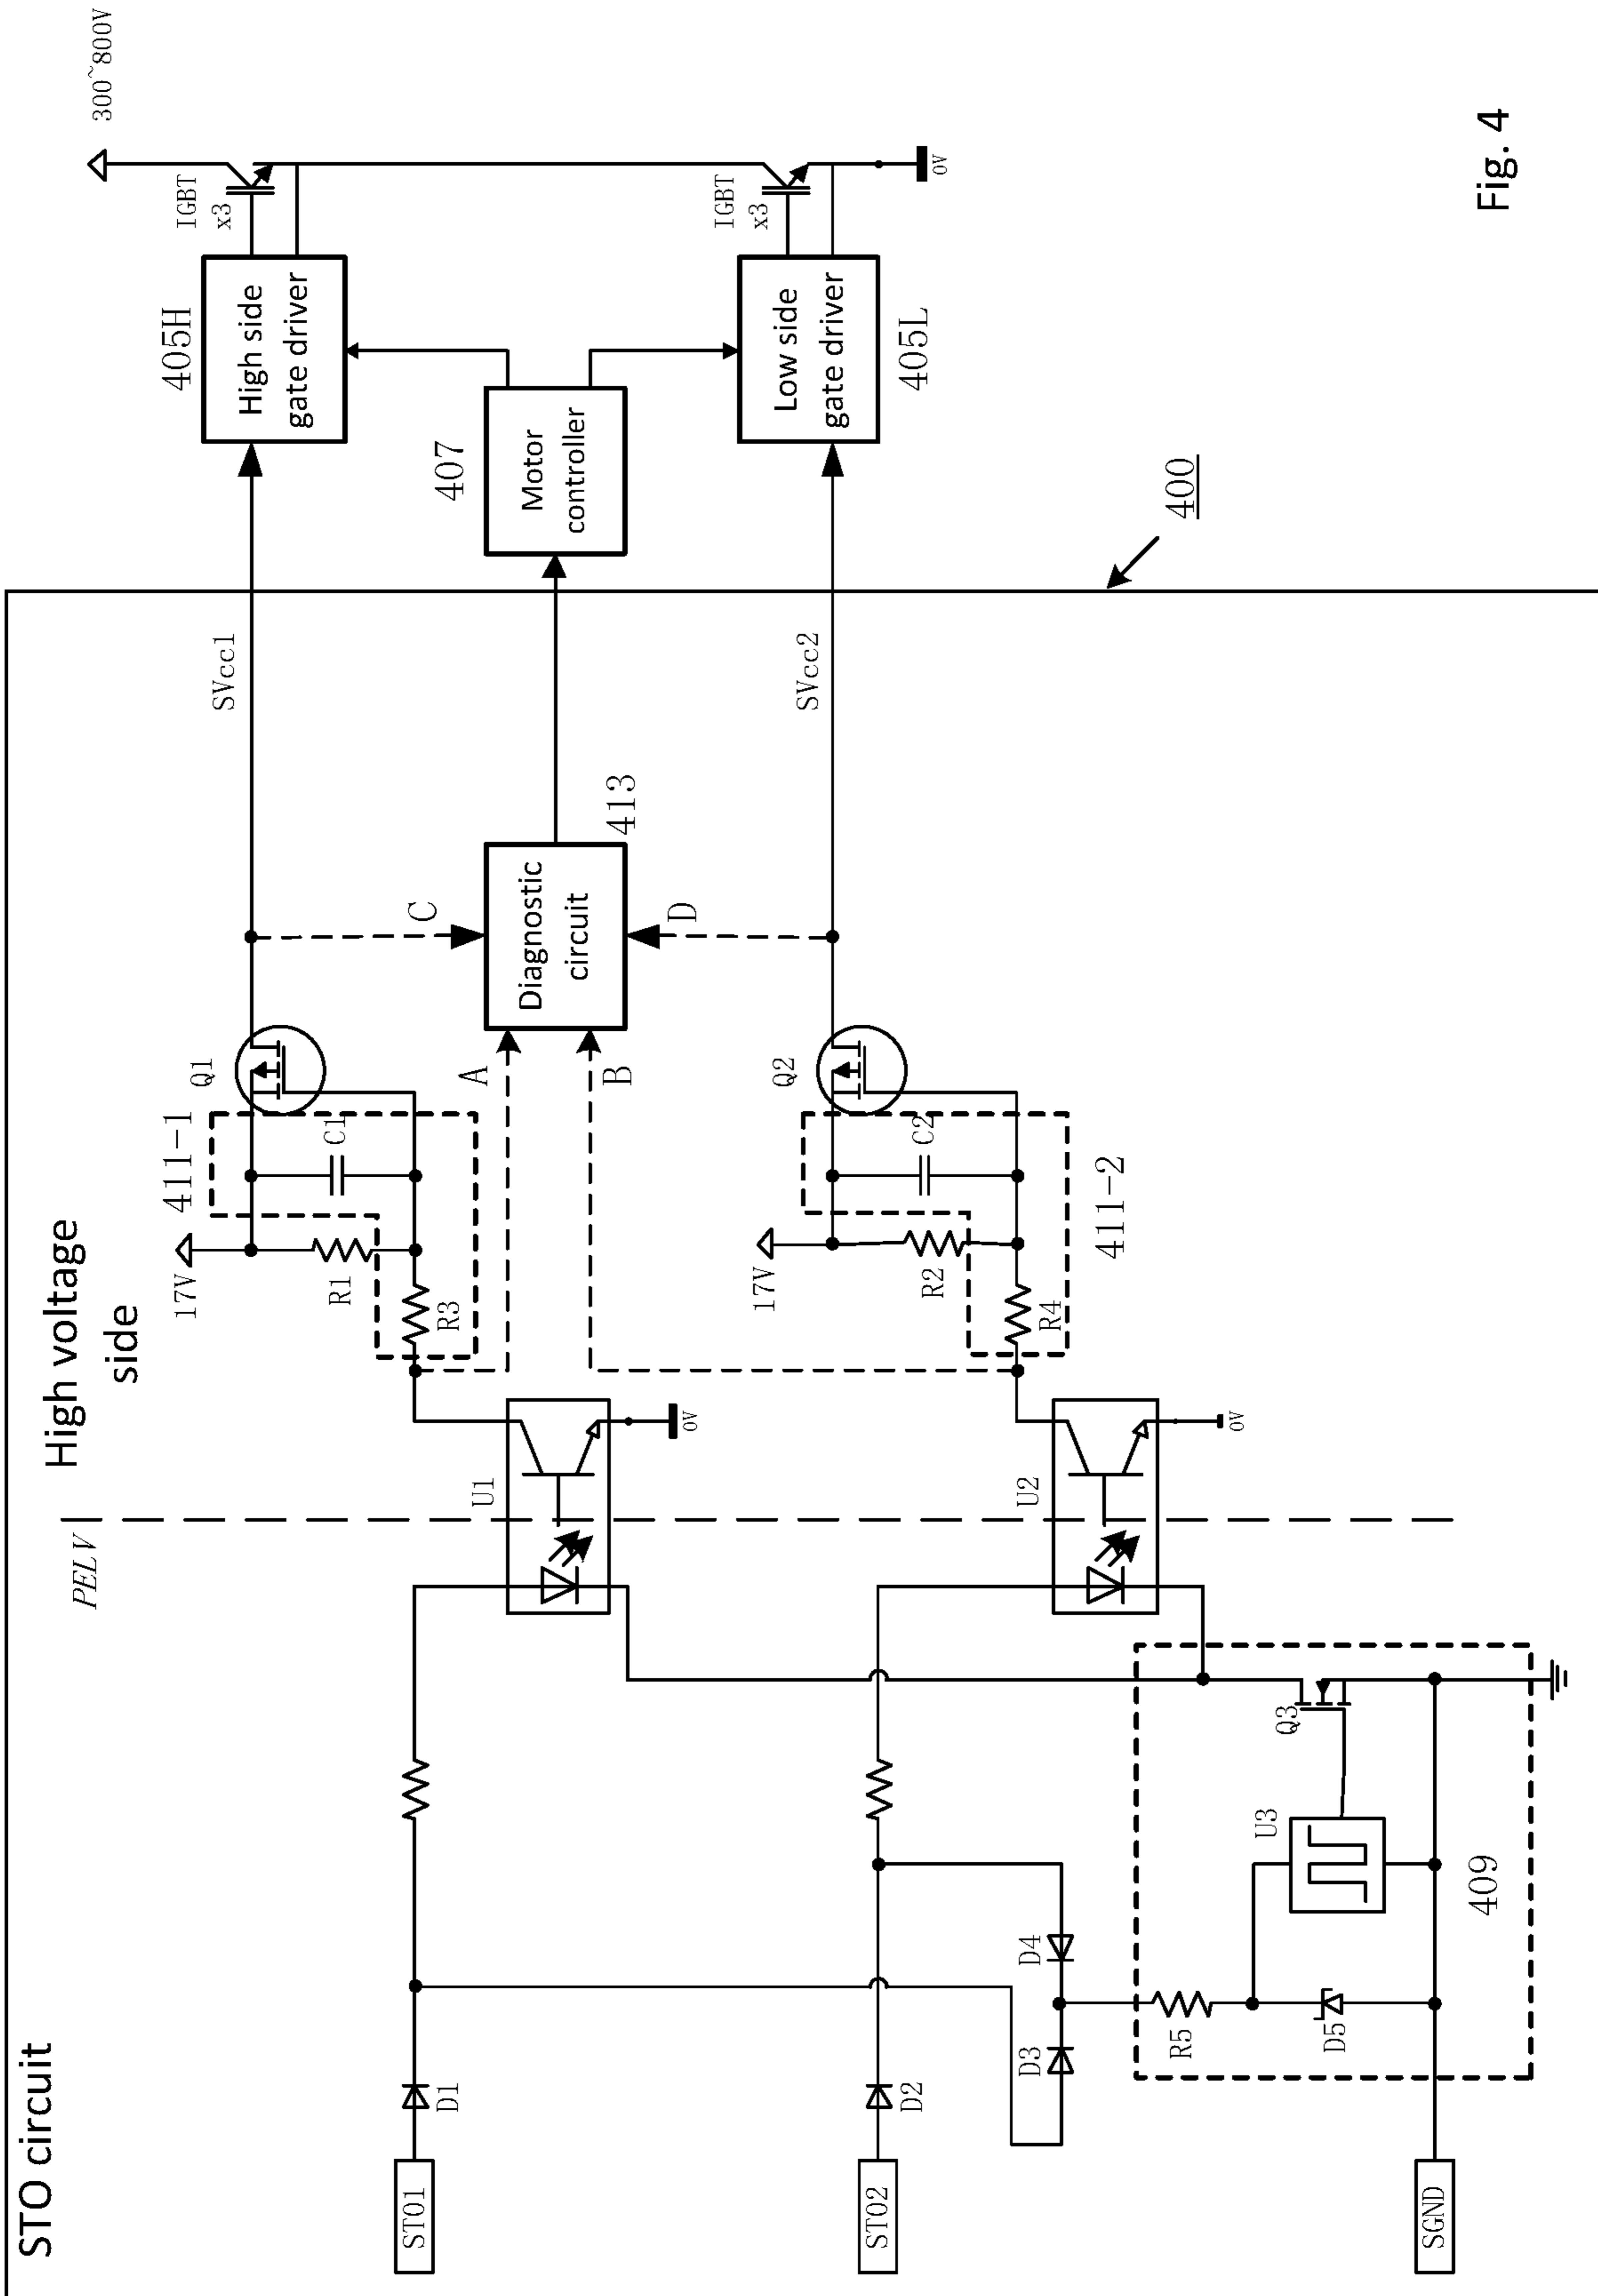 STO circuit
High voltage
side
PELV
300~800V
17V
411-1
Q1
R1
C1
R3
SVcc1
405H
High side
gate driver
IGBT
x3
STO1
D1
U1
0V
A
C
Diagnostic
circuit
413
407
Motor
controller
B
D
17V
Q2
R2
C2
R4
411-2
SVcc2
Low side
gate driver
405L
IGBT
x3
0V
STO2
D2
U2
0V
D3
D4
R5
D5
U3
Q3
409
SGND
400
Fig. 4